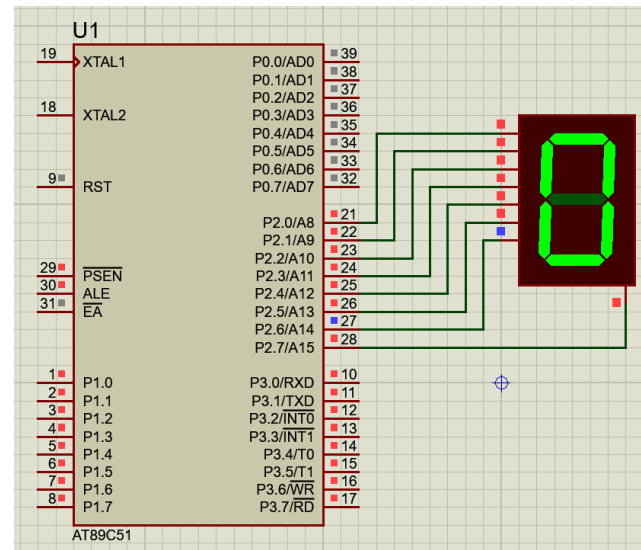 U1
19 XTAL1
18 XTAL2
9 RST
29 PSEN
30 ALE
31 EA
1 P1.0
2 P1.1
3 P1.2
4 P1.3
5 P1.4
6 P1.5
7 P1.6
8 P1.7
P0.0/AD0 39
P0.1/AD1 38
P0.2/AD2 37
P0.3/AD3 36
P0.4/AD4 35
P0.5/AD5 34
P0.6/AD6 33
P0.7/AD7 32
P2.0/A8 21
P2.1/A9 22
P2.2/A10 23
P2.3/A11 24
P2.4/A12 25
P2.5/A13 26
P2.6/A14 27
P2.7/A15 28
P3.0/RXD 10
P3.1/TXD 11
P3.2/INT0 12
P3.3/INT1 13
P3.4/T0 14
P3.5/T1 15
P3.6/WR 16
P3.7/RD 17
AT89C51
0